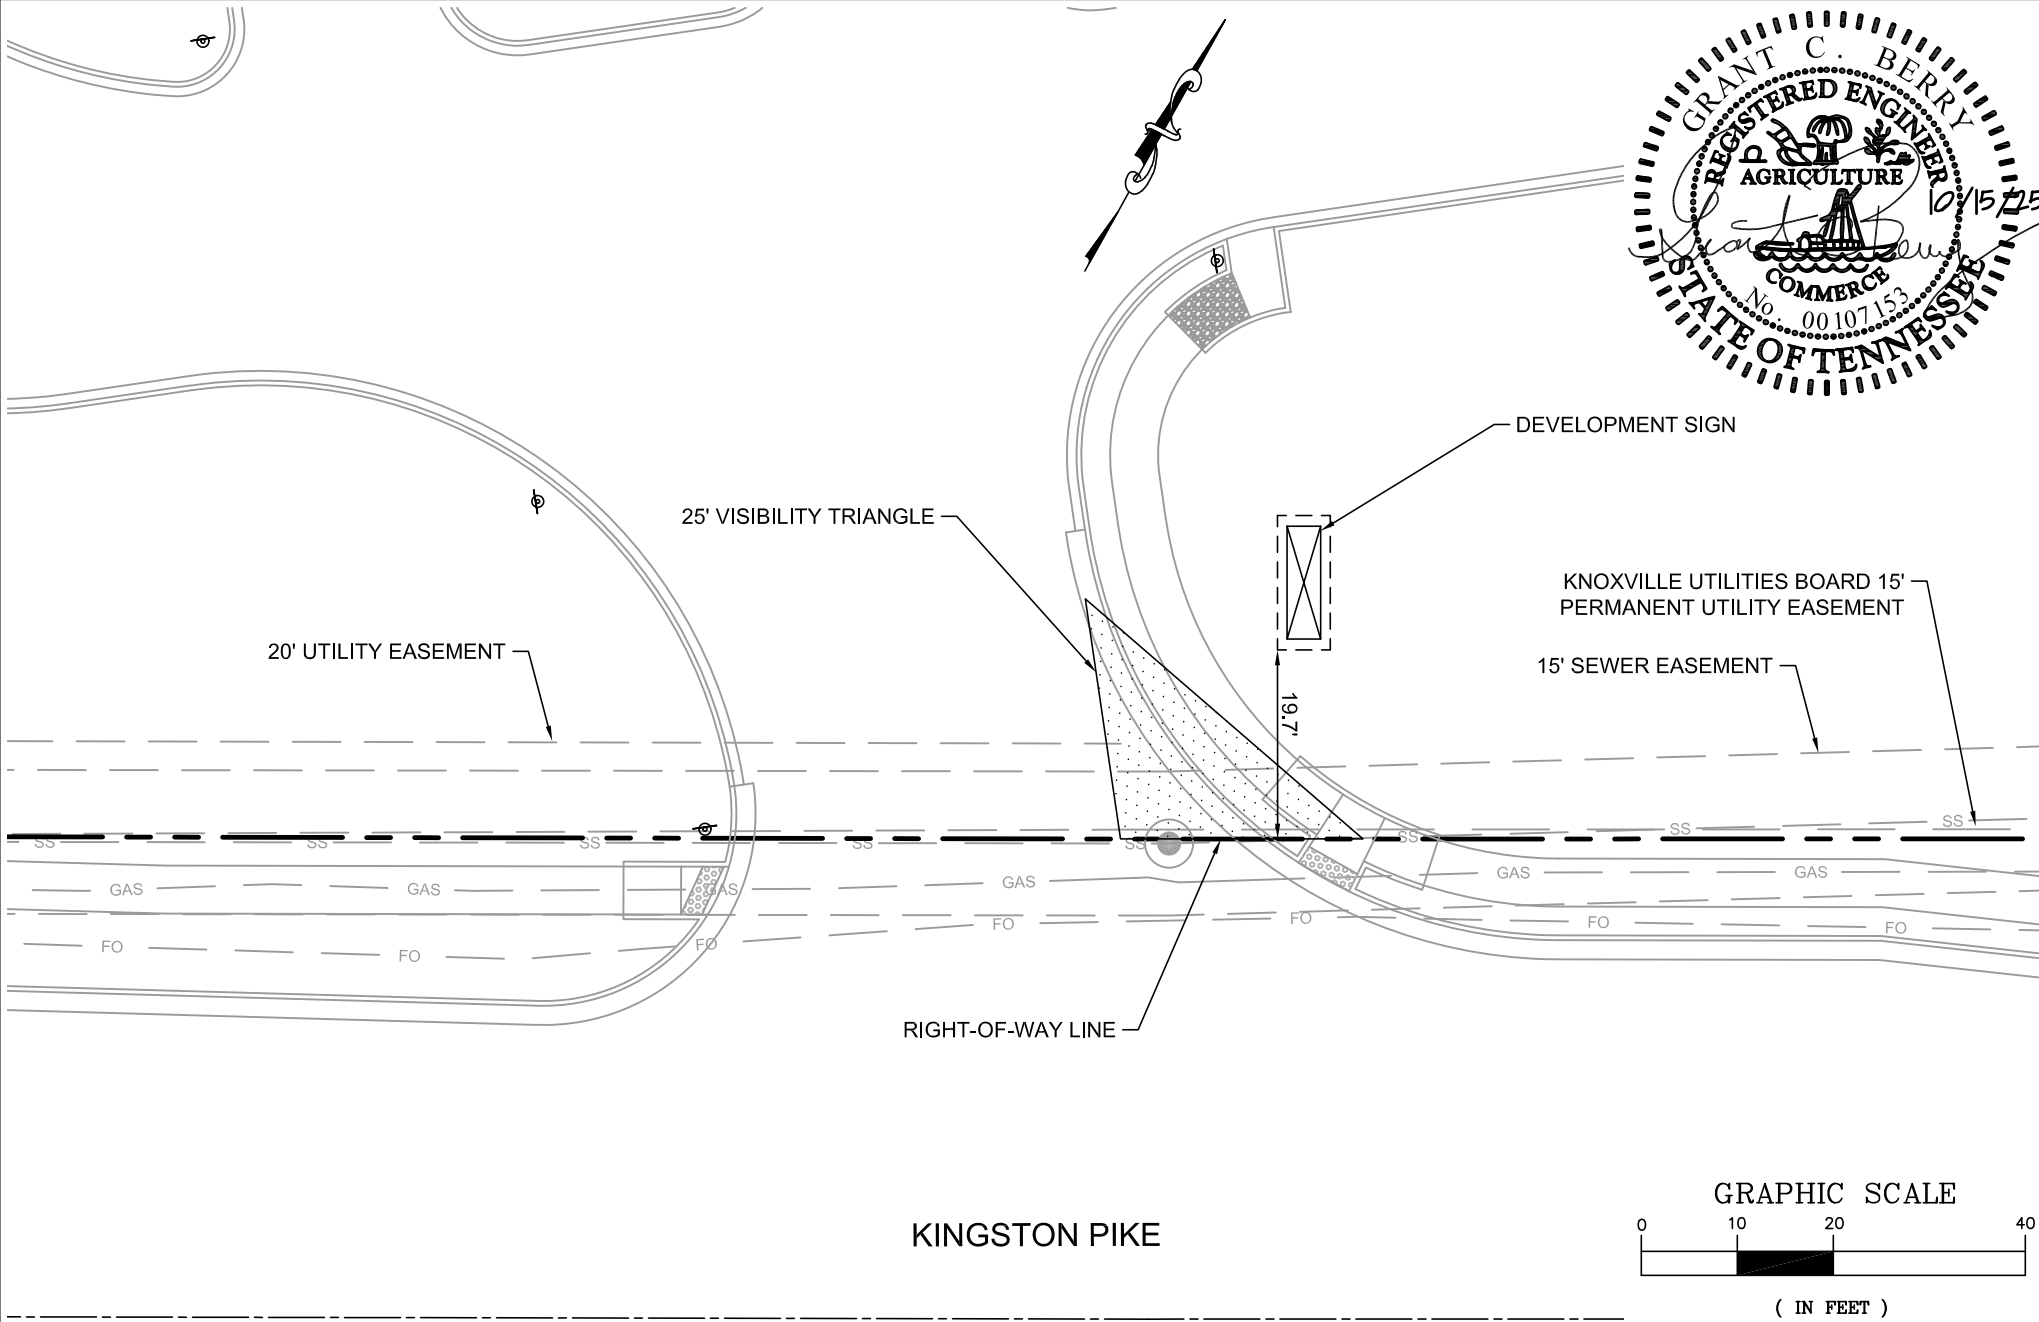 GRANT C. BERRY
REGISTERED ENGINEER
AGRICULTURE
10/15/25
COMMERCE
No. 00107153
STATE OF TENNESSEE
DEVELOPMENT SIGN
25' VISIBILITY TRIANGLE
KNOXVILLE UTILITIES BOARD 15'
PERMANENT UTILITY EASEMENT
20' UTILITY EASEMENT
15' SEWER EASEMENT
19.7'
SS SS SS SS SS SS SS SS
GAS GAS GAS GAS GAS GAS
FO FO FO FO FO FO FO
RIGHT-OF-WAY LINE
KINGSTON PIKE
GRAPHIC SCALE
0 10 20 40
( IN FEET )